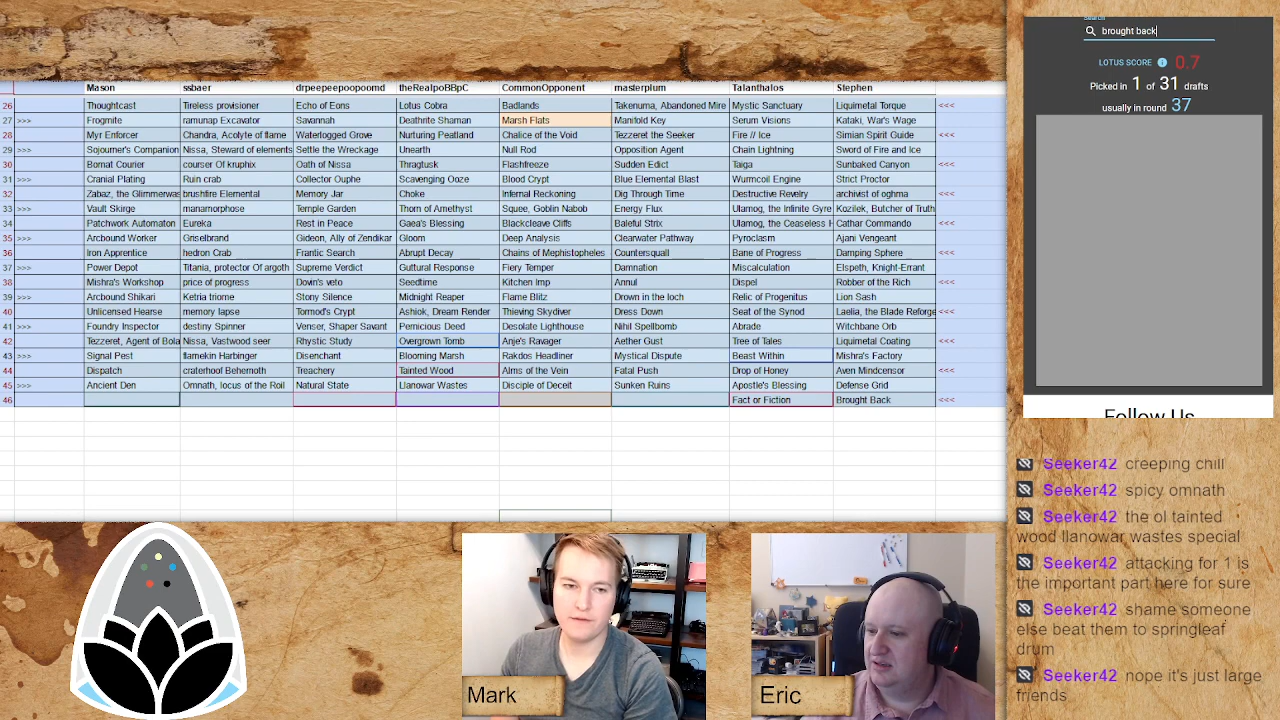 Mason ssbaer drpeepeepoopoomd theRealpoBBpC CommonOpponent masterplum Talanthalos Stephen
26 Thoughtcast Tireless provisioner Echo of Eons Lotus Cobra Badlands Takenuma, Abandoned Mire Mystic Sanctuary Liquimetal Torque <<<
27 >>> Frogmite ramunap Excavator Savannah Deathrite Shaman Marsh Flats Manifold Key Serum Visions Kataki, War's Wage
28 Myr Enforcer Chandra, Acolyte of flame Waterlogged Grove Nurturing Peatland Chalice of the Void Tezzeret the Seeker Fire // Ice Simian Spirit Guide <<<
29 >>> Sojourner's Companion Nissa, Steward of elements Settle the Wreckage Unearth Null Rod Opposition Agent Chain Lightning Sword of Fire and Ice
30 Bomat Courier courser Of kruphix Oath of Nissa Thragtusk Flashfreeze Sudden Edict Taiga Sunbaked Canyon <<<
31 >>> Cranial Plating Ruin crab Collector Ouphe Scavenging Ooze Blood Crypt Blue Elemental Blast Wurmcoil Engine Strict Proctor
32 Zabaz, the Glimmerwas brushfire Elemental Memory Jar Choke Infernal Reckoning Dig Through Time Destructive Revelry archivist of oghma <<<
33 >>> Vault Skirge manamorphose Temple Garden Thorn of Amethyst Squee, Goblin Nabob Energy Flux Ulamog, the Infinite Gyre Kozilek, Butcher of Truth
34 Patchwork Automaton Eureka Rest in Peace Gaea's Blessing Blackcleave Cliffs Baleful Strix Ulamog, the Ceaseless H Cathar Commando <<<
35 >>> Arcbound Worker Griselbrand Gideon, Ally of Zendikar Gloom Deep Analysis Clearwater Pathway Pyroclasm Ajani Vengeant
36 Iron Apprentice hedron Crab Frantic Search Abrupt Decay Chains of Mephistopheles Countersquall Bane of Progress Damping Sphere <<<
37 >>> Power Depot Titania, protector Of argoth Supreme Verdict Guttural Response Fiery Temper Damnation Miscalculation Elspeth, Knight-Errant
38 Mishra's Workshop price of progress Dovin's veto Seedtime Kitchen Imp Annul Dispel Robber of the Rich <<<
39 >>> Arcbound Shikari Ketria triome Stony Silence Midnight Reaper Flame Blitz Drown in the loch Relic of Progenitus Lion Sash
40 Unlicensed Hearse memory lapse Tormod's Crypt Ashiok, Dream Render Thieving Skydiver Dress Down Seat of the Synod Laelia, the Blade Reforge <<<
41 >>> Foundry Inspector destiny Spinner Venser, Shaper Savant Pernicious Deed Desolate Lighthouse Nihil Spellbomb Abrade Witchbane Orb
42 Tezzeret, Agent of Bola Nissa, Vastwood seer Rhystic Study Overgrown Tomb Anje's Ravager Aether Gust Tree of Tales Liquimetal Coating <<<
43 >>> Signal Pest flamekin Harbinger Disenchant Blooming Marsh Rakdos Headliner Mystical Dispute Beast Within Mishra's Factory
44 Dispatch craterhoof Behemoth Treachery Tainted Wood Alms of the Vein Fatal Push Drop of Honey Aven Mindcensor <<<
45 >>> Ancient Den Omnath, locus of the Roil Natural State Llanowar Wastes Disciple of Deceit Sunken Ruins Apostle's Blessing Defense Grid
46 Fact or Fiction Brought Back <<<
Search
brought back
LOTUS SCORE i 0.7
Picked in 1 of 31 drafts
usually in round 37
Follow Us
Seeker42 creeping chill
Seeker42 spicy omnath
Seeker42 the ol tainted
wood llanowar wastes special
Seeker42 attacking for 1 is
the important part here for sure
Seeker42 shame someone
else beat them to springleaf
drum
Seeker42 nope it's just large
friends
Mark
Eric